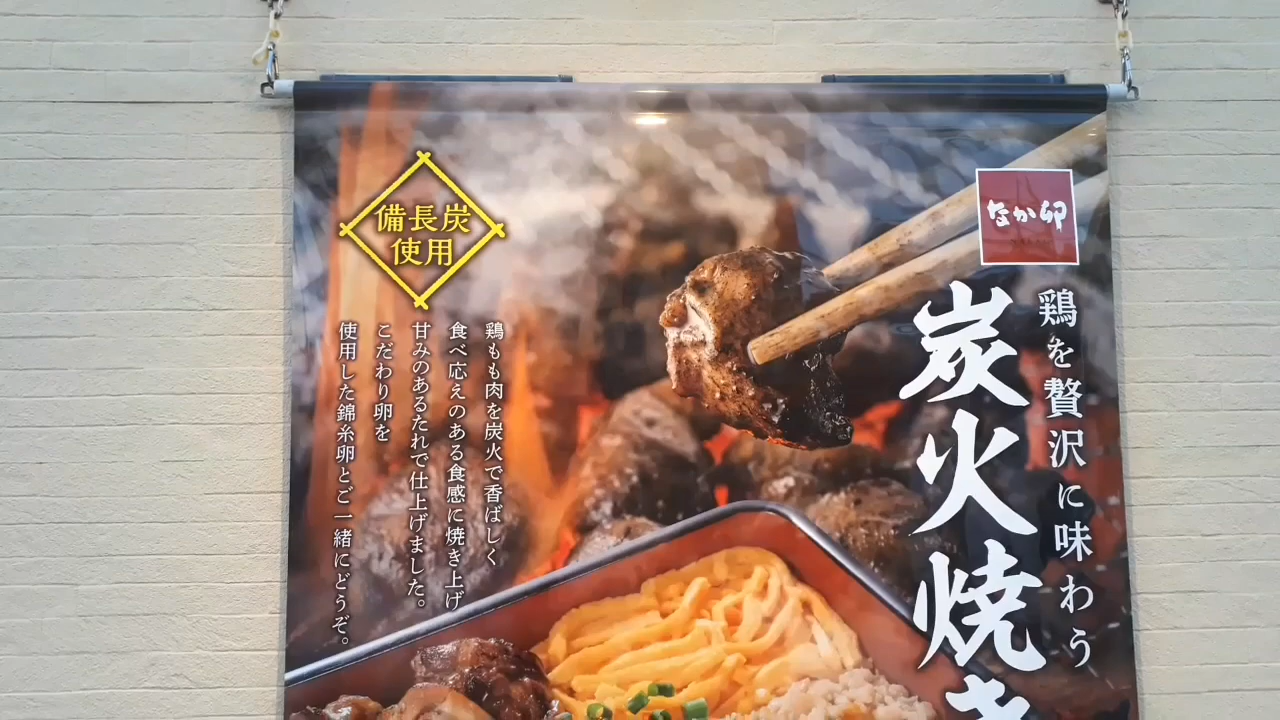 なか卯
鶏を贅沢に味わう
炭火焼き
備長炭
使用
鶏もも肉を炭火で香ばしく
食べ応えのある食感に焼き上げ
甘みのあるたれで仕上げました。
こだわり卵を
使用した錦糸卵とご一緒にどうぞ。